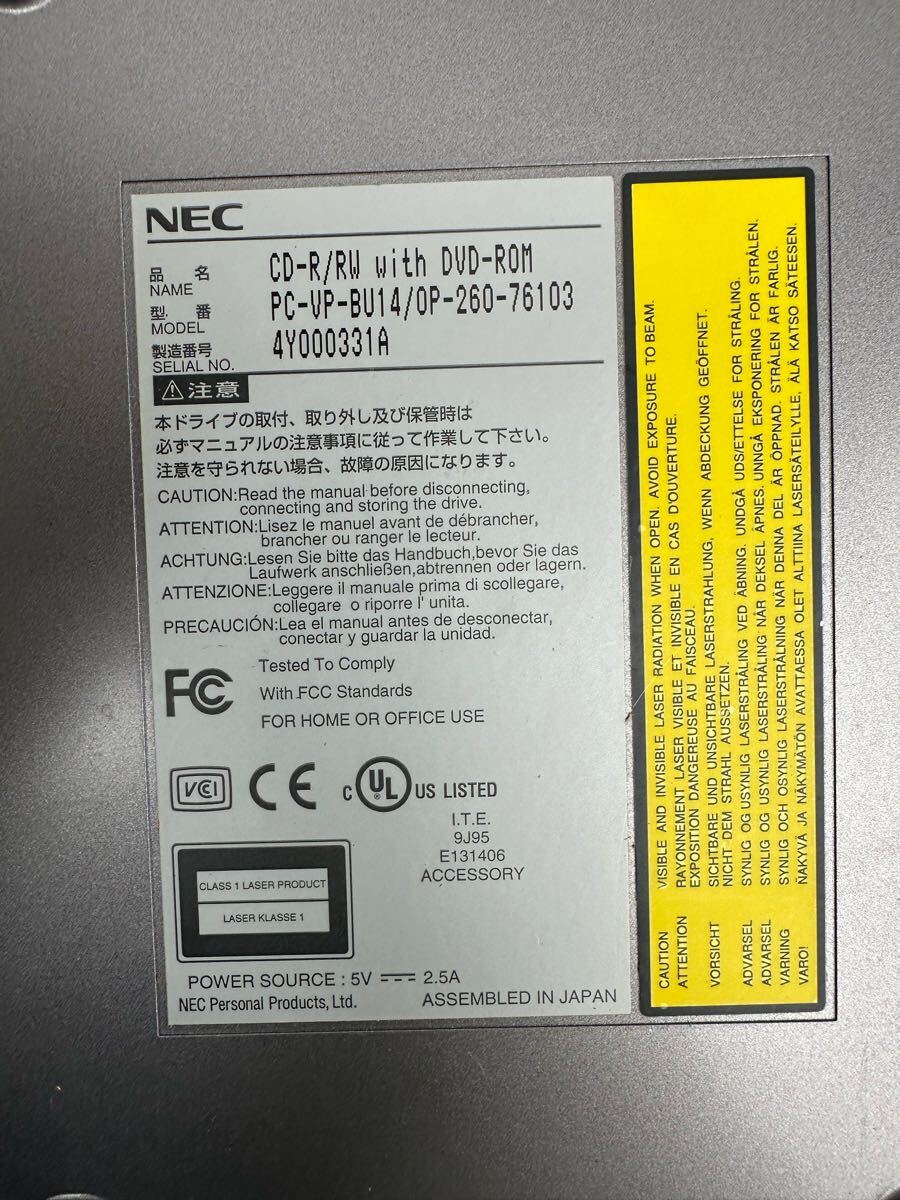 NEC
品 名 CD-R/RW with DVD-ROM
NAME
型 番 PC-VP-BU14/OP-260-76103
MODEL
製造番号 4Y000331A
SELIAL NO.
⚠注意
本ドライブの取付、取り外し及び保管時は
必ずマニュアルの注意事項に従って作業して下さい。
注意を守られない場合、故障の原因になります。
CAUTION:Read the manual before disconnecting,
connecting and storing the drive.
ATTENTION:Lisez le manuel avant de débrancher,
brancher ou ranger le lecteur.
ACHTUNG:Lesen Sie bitte das Handbuch,bevor Sie das
Laufwerk anschließen,abtrennen oder lagern.
ATTENZIONE:Leggere il manuale prima di scollegare,
collegare o riporre l' unita.
PRECAUCIÓN:Lea el manual antes de desconectar,
conectar y guardar la unidad.
FC
Tested To Comply
With FCC Standards
FOR HOME OR OFFICE USE
VCI CE c UL US LISTED
I.T.E.
9J95
E131406
ACCESSORY
CLASS 1 LASER PRODUCT
LASER KLASSE 1
POWER SOURCE : 5V ⎓ 2.5A
NEC Personal Products, Ltd. ASSEMBLED IN JAPAN
CAUTION VISIBLE AND INVISIBLE LASER RADIATION WHEN OPEN. AVOID EXPOSURE TO BEAM.
ATTENTION RAYONNEMENT LASER VISIBLE ET INVISIBLE EN CAS D'OUVERTURE.
EXPOSITION DANGEREUSE AU FAISCEAU.
VORSICHT SICHTBARE UND UNSICHTBARE LASERSTRAHLUNG, WENN ABDECKUNG GEÖFFNET.
NICHT DEM STRAHL AUSSETZEN.
ADVARSEL SYNLIG OG USYNLIG LASERSTRÅLING VED ÅBNING. UNDGÅ UDS/ETTELSE FOR STRÅLING.
ADVARSEL SYNLIG OG USYNLIG LASERSTRÅLING NÅR DEKSEL ÅPNES. UNNGÅ EKSPONERING FOR STRÅLEN.
VARNING SYNLIG OCH OSYNLIG LASERSTRÅLNING NÄR DENNA DEL ÄR ÖPPNAD. STRÅLEN ÄR FARLIG.
VARO! ÑAKYVÄ JA NÄKYMÄTÖN AVATTAESSA OLET ALTTIINA LASERSÄTEILYLLE, ÄLÄ KATSO SÄTEESEN.